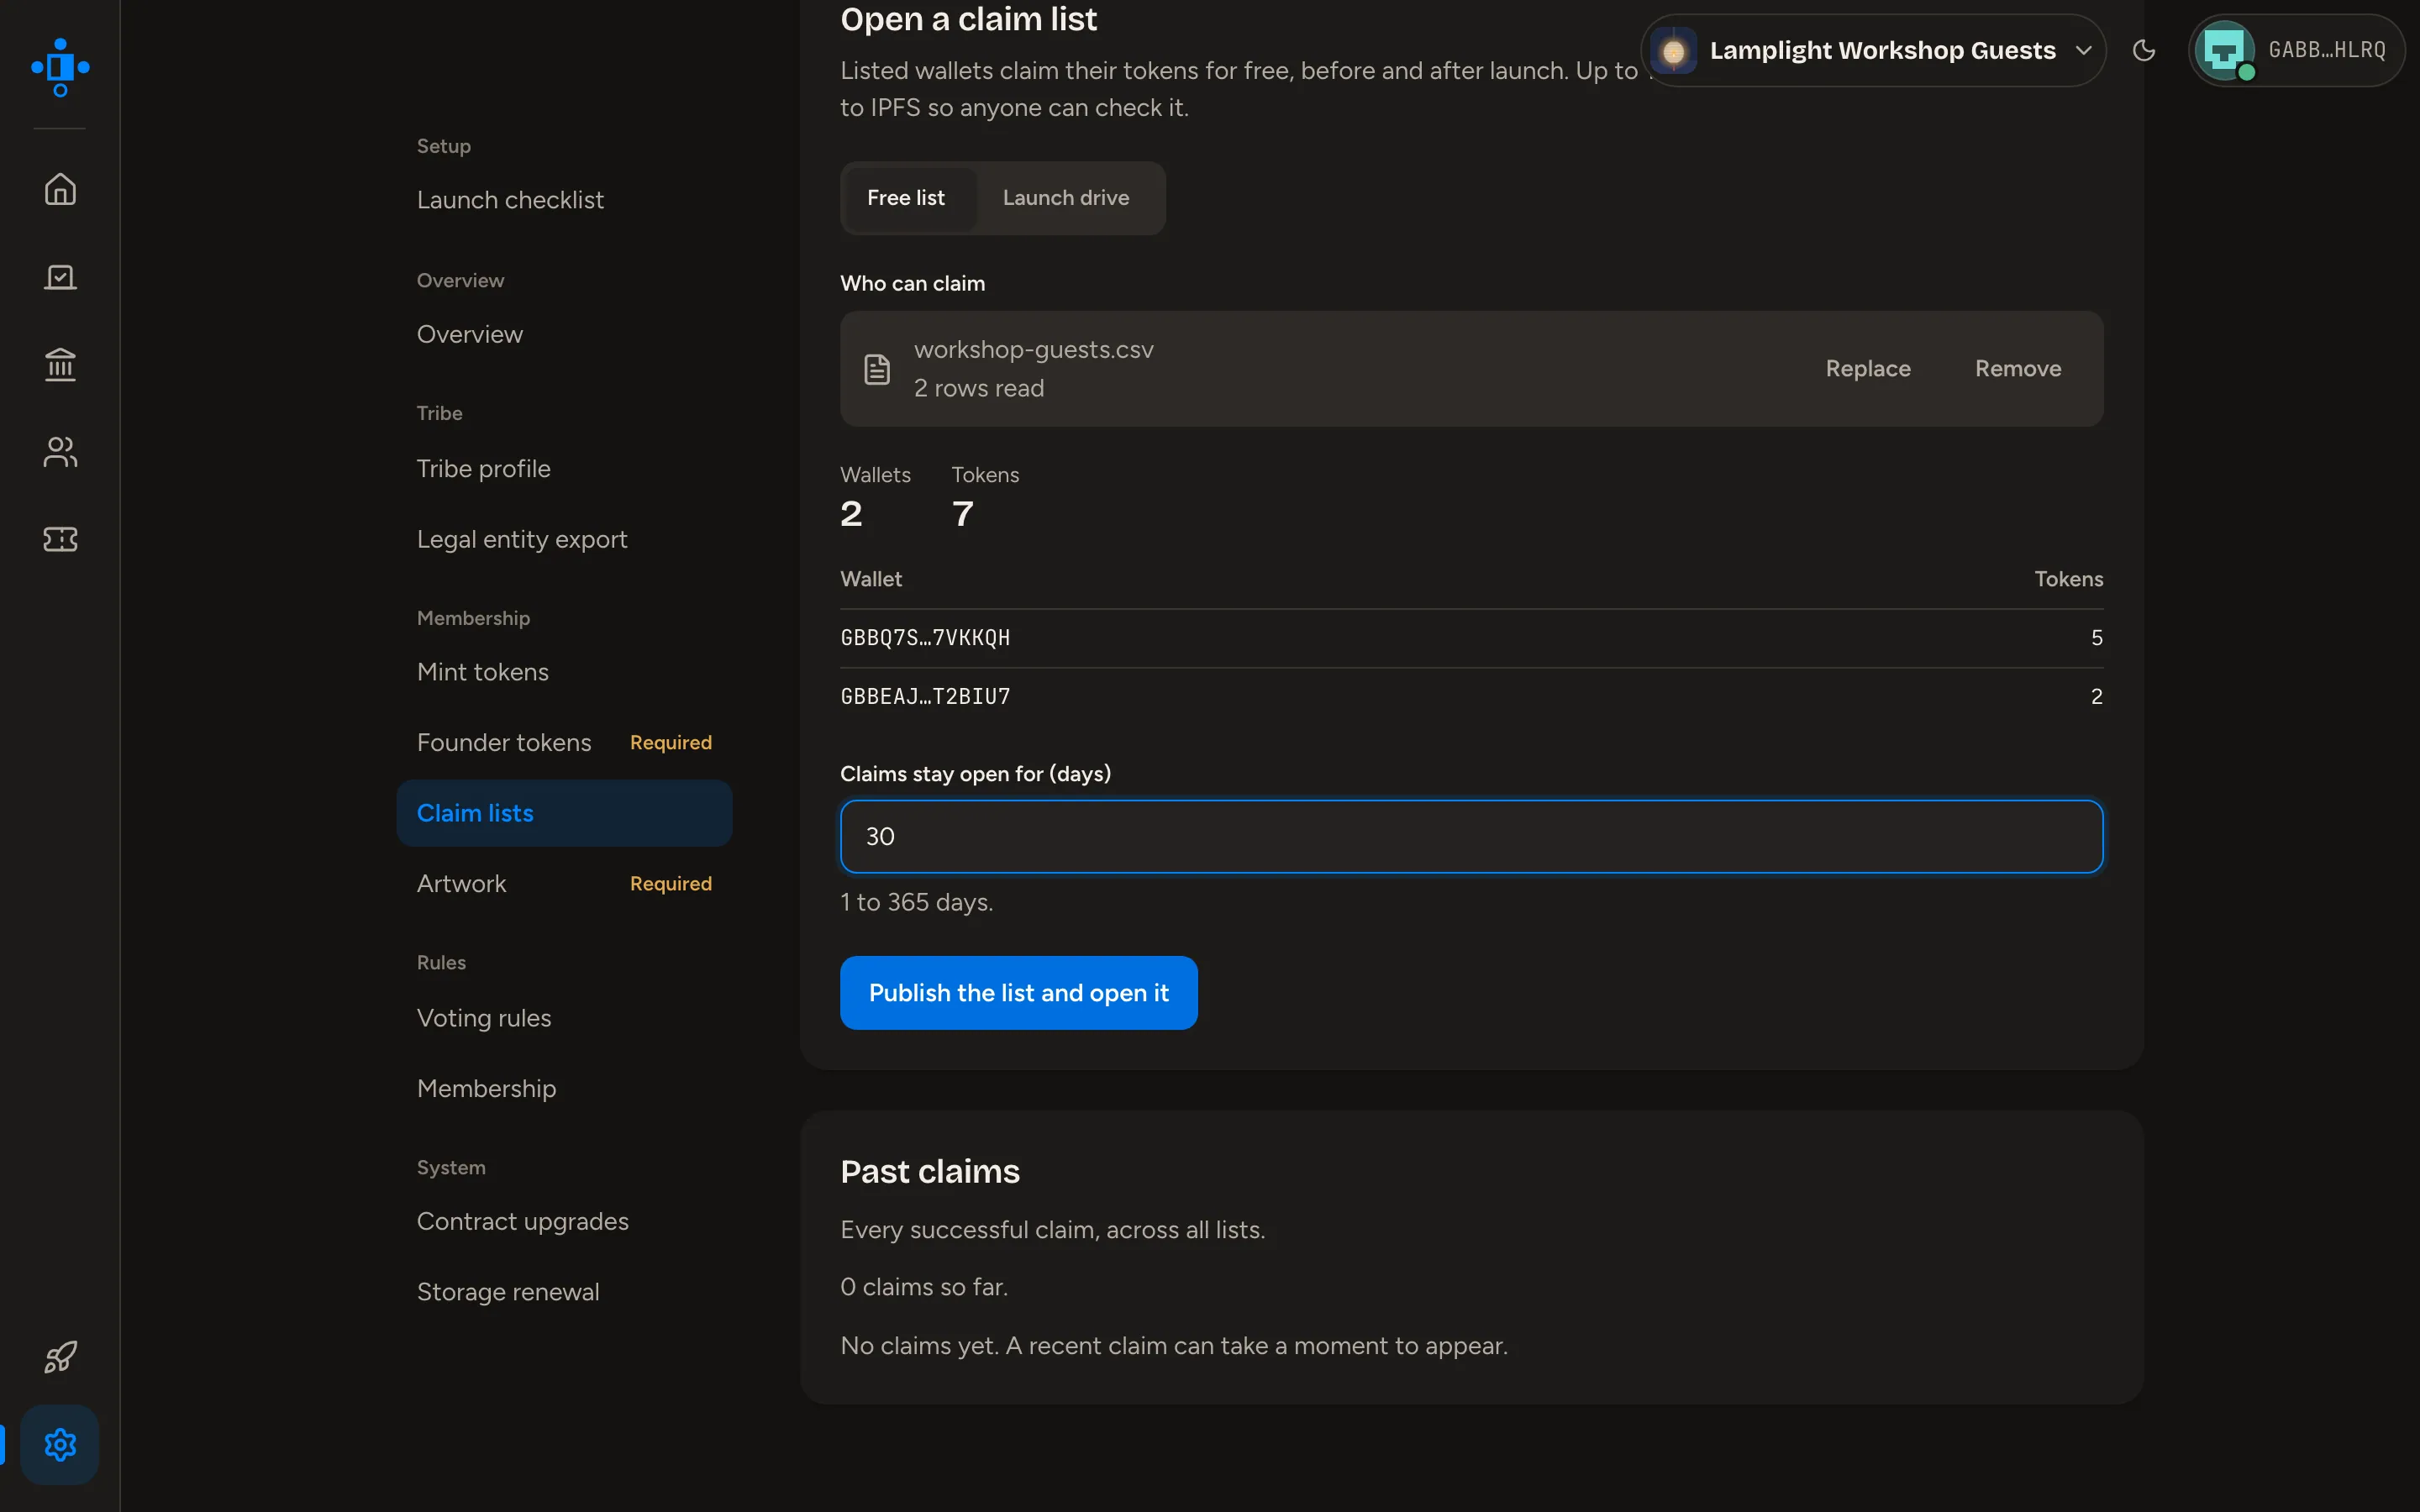 Open a claim list
Listed wallets claim their tokens for free, before and after launch. Up to
to IPFS so anyone can check it.
Lamplight Workshop Guests
GABB…HLRQ
Setup
Launch checklist
Overview
Overview
Tribe
Tribe profile
Legal entity export
Membership
Mint tokens
Founder tokens Required
Claim lists
Artwork Required
Rules
Voting rules
Membership
System
Contract upgrades
Storage renewal
Free list Launch drive
Who can claim
workshop-guests.csv
2 rows read
Replace Remove
Wallets Tokens
2 7
Wallet Tokens
GBBQ7S…7VKKQH 5
GBBEAJ…T2BIU7 2
Claims stay open for (days)
30
1 to 365 days.
Publish the list and open it
Past claims
Every successful claim, across all lists.
0 claims so far.
No claims yet. A recent claim can take a moment to appear.